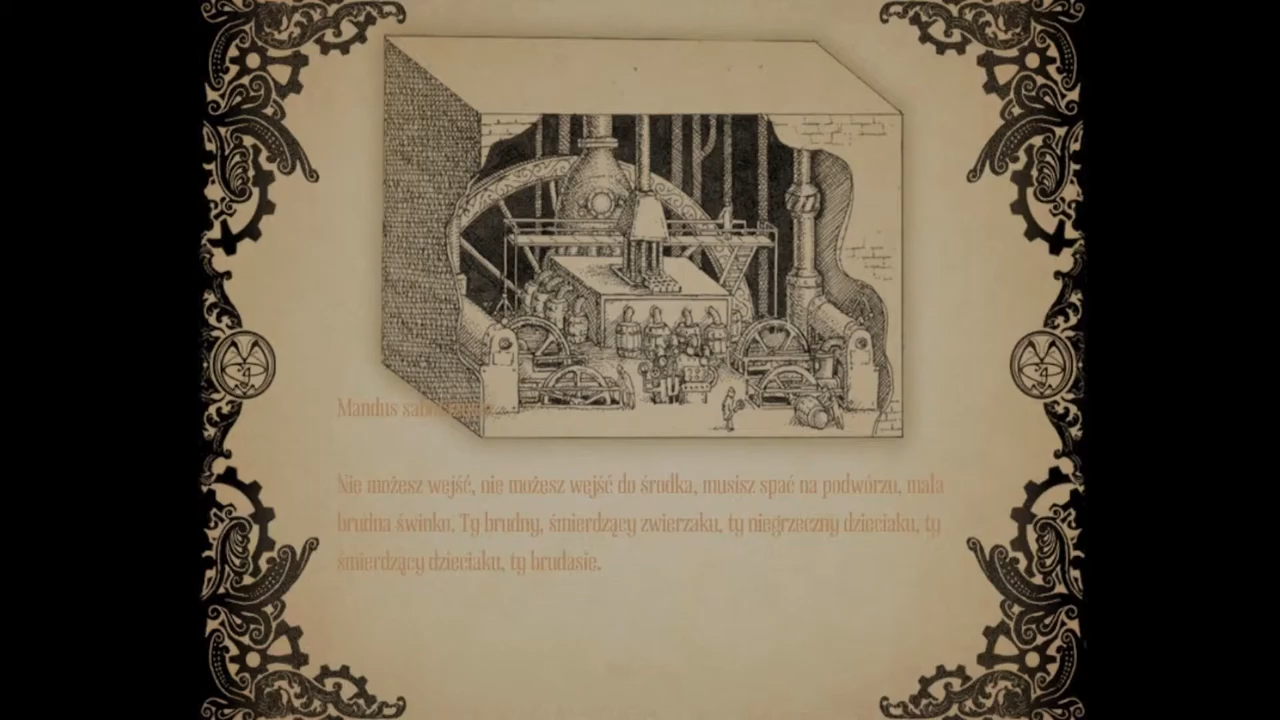 Mandus
Nie możesz wejść, nie możesz wejść do środka, musisz spać na podwórzu, mała
brudna świnko. Ty brudny, śmierdzący zwierzaku, ty niegrzeczny dzieciaku, ty
śmierdzący dzieciaku, ty brudasie.